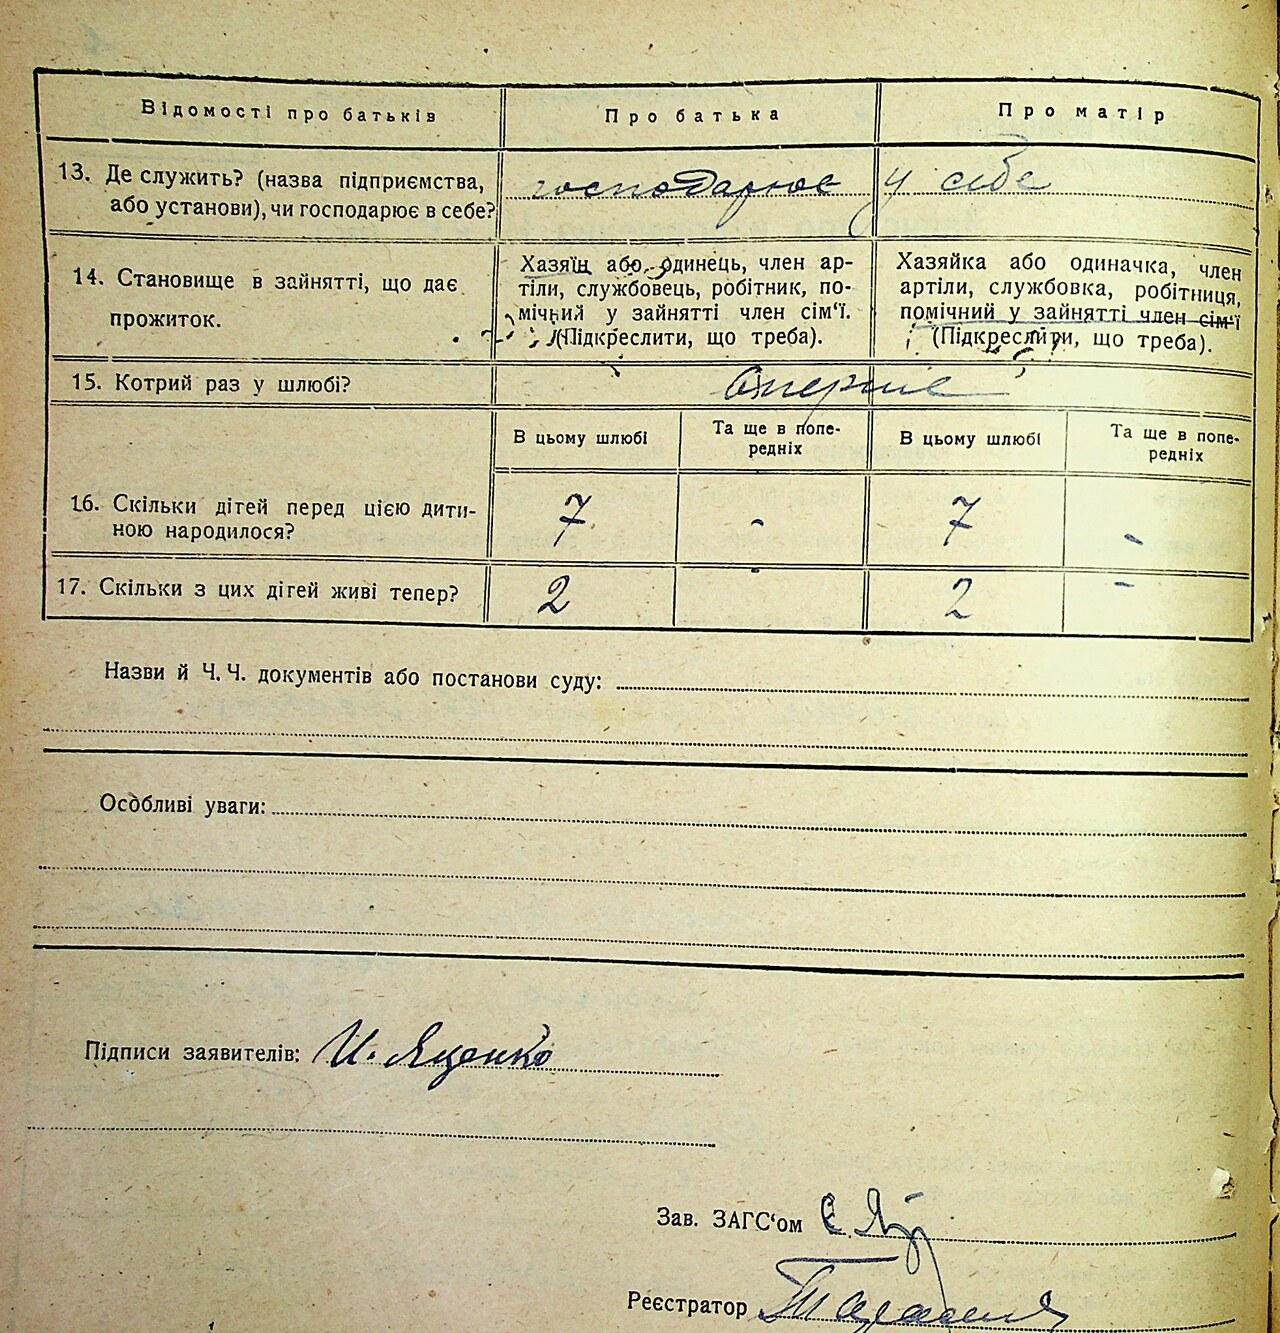 Відомості про батьків Про батька Про матір
13. Де служить? (назва підприємства, або установи), чи господарює в себе? господарює у себе
14. Становище в зайнятті, що дає прожиток.
Хазяїн або одинець, член ар-
тілі, службовець, робітник, по-
мічний у зайнятті член сім'ї.
(Підкреслити, що треба).
Хазяйка або одиначка, член
артілі, службовка, робітниця,
помічний у зайнятті член сім'ї
(Підкреслити, що треба).
15. Котрий раз у шлюбі? Вперше
В цьому шлюбі Та ще в попе-
редніх В цьому шлюбі Та ще в попе-
редніх
16. Скільки дітей перед цією дити-
ною народилося? 7 - 7 -
17. Скільки з цих дітей живі тепер? 2 - 2 -
Назви й Ч. Ч. документів або постанови суду:
Особливі уваги:
Підписи заявителів: И. Яценко
Зав. ЗАГС'ом Є.
Реєстратор